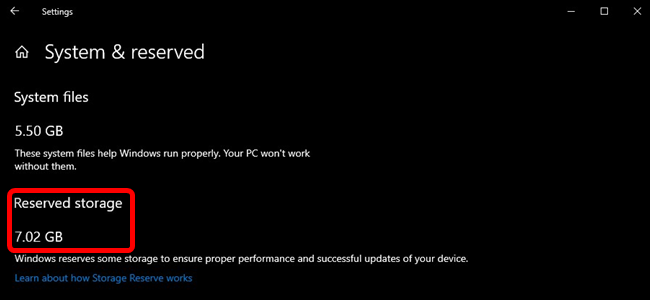 Settings
System & reserved
System files
5.50 GB
These system files help Windows run properly. Your PC won't work
without them.
Reserved storage
7.02 GB
Windows reserves some storage to ensure proper performance and successful updates of your device.
Learn about how Storage Reserve works